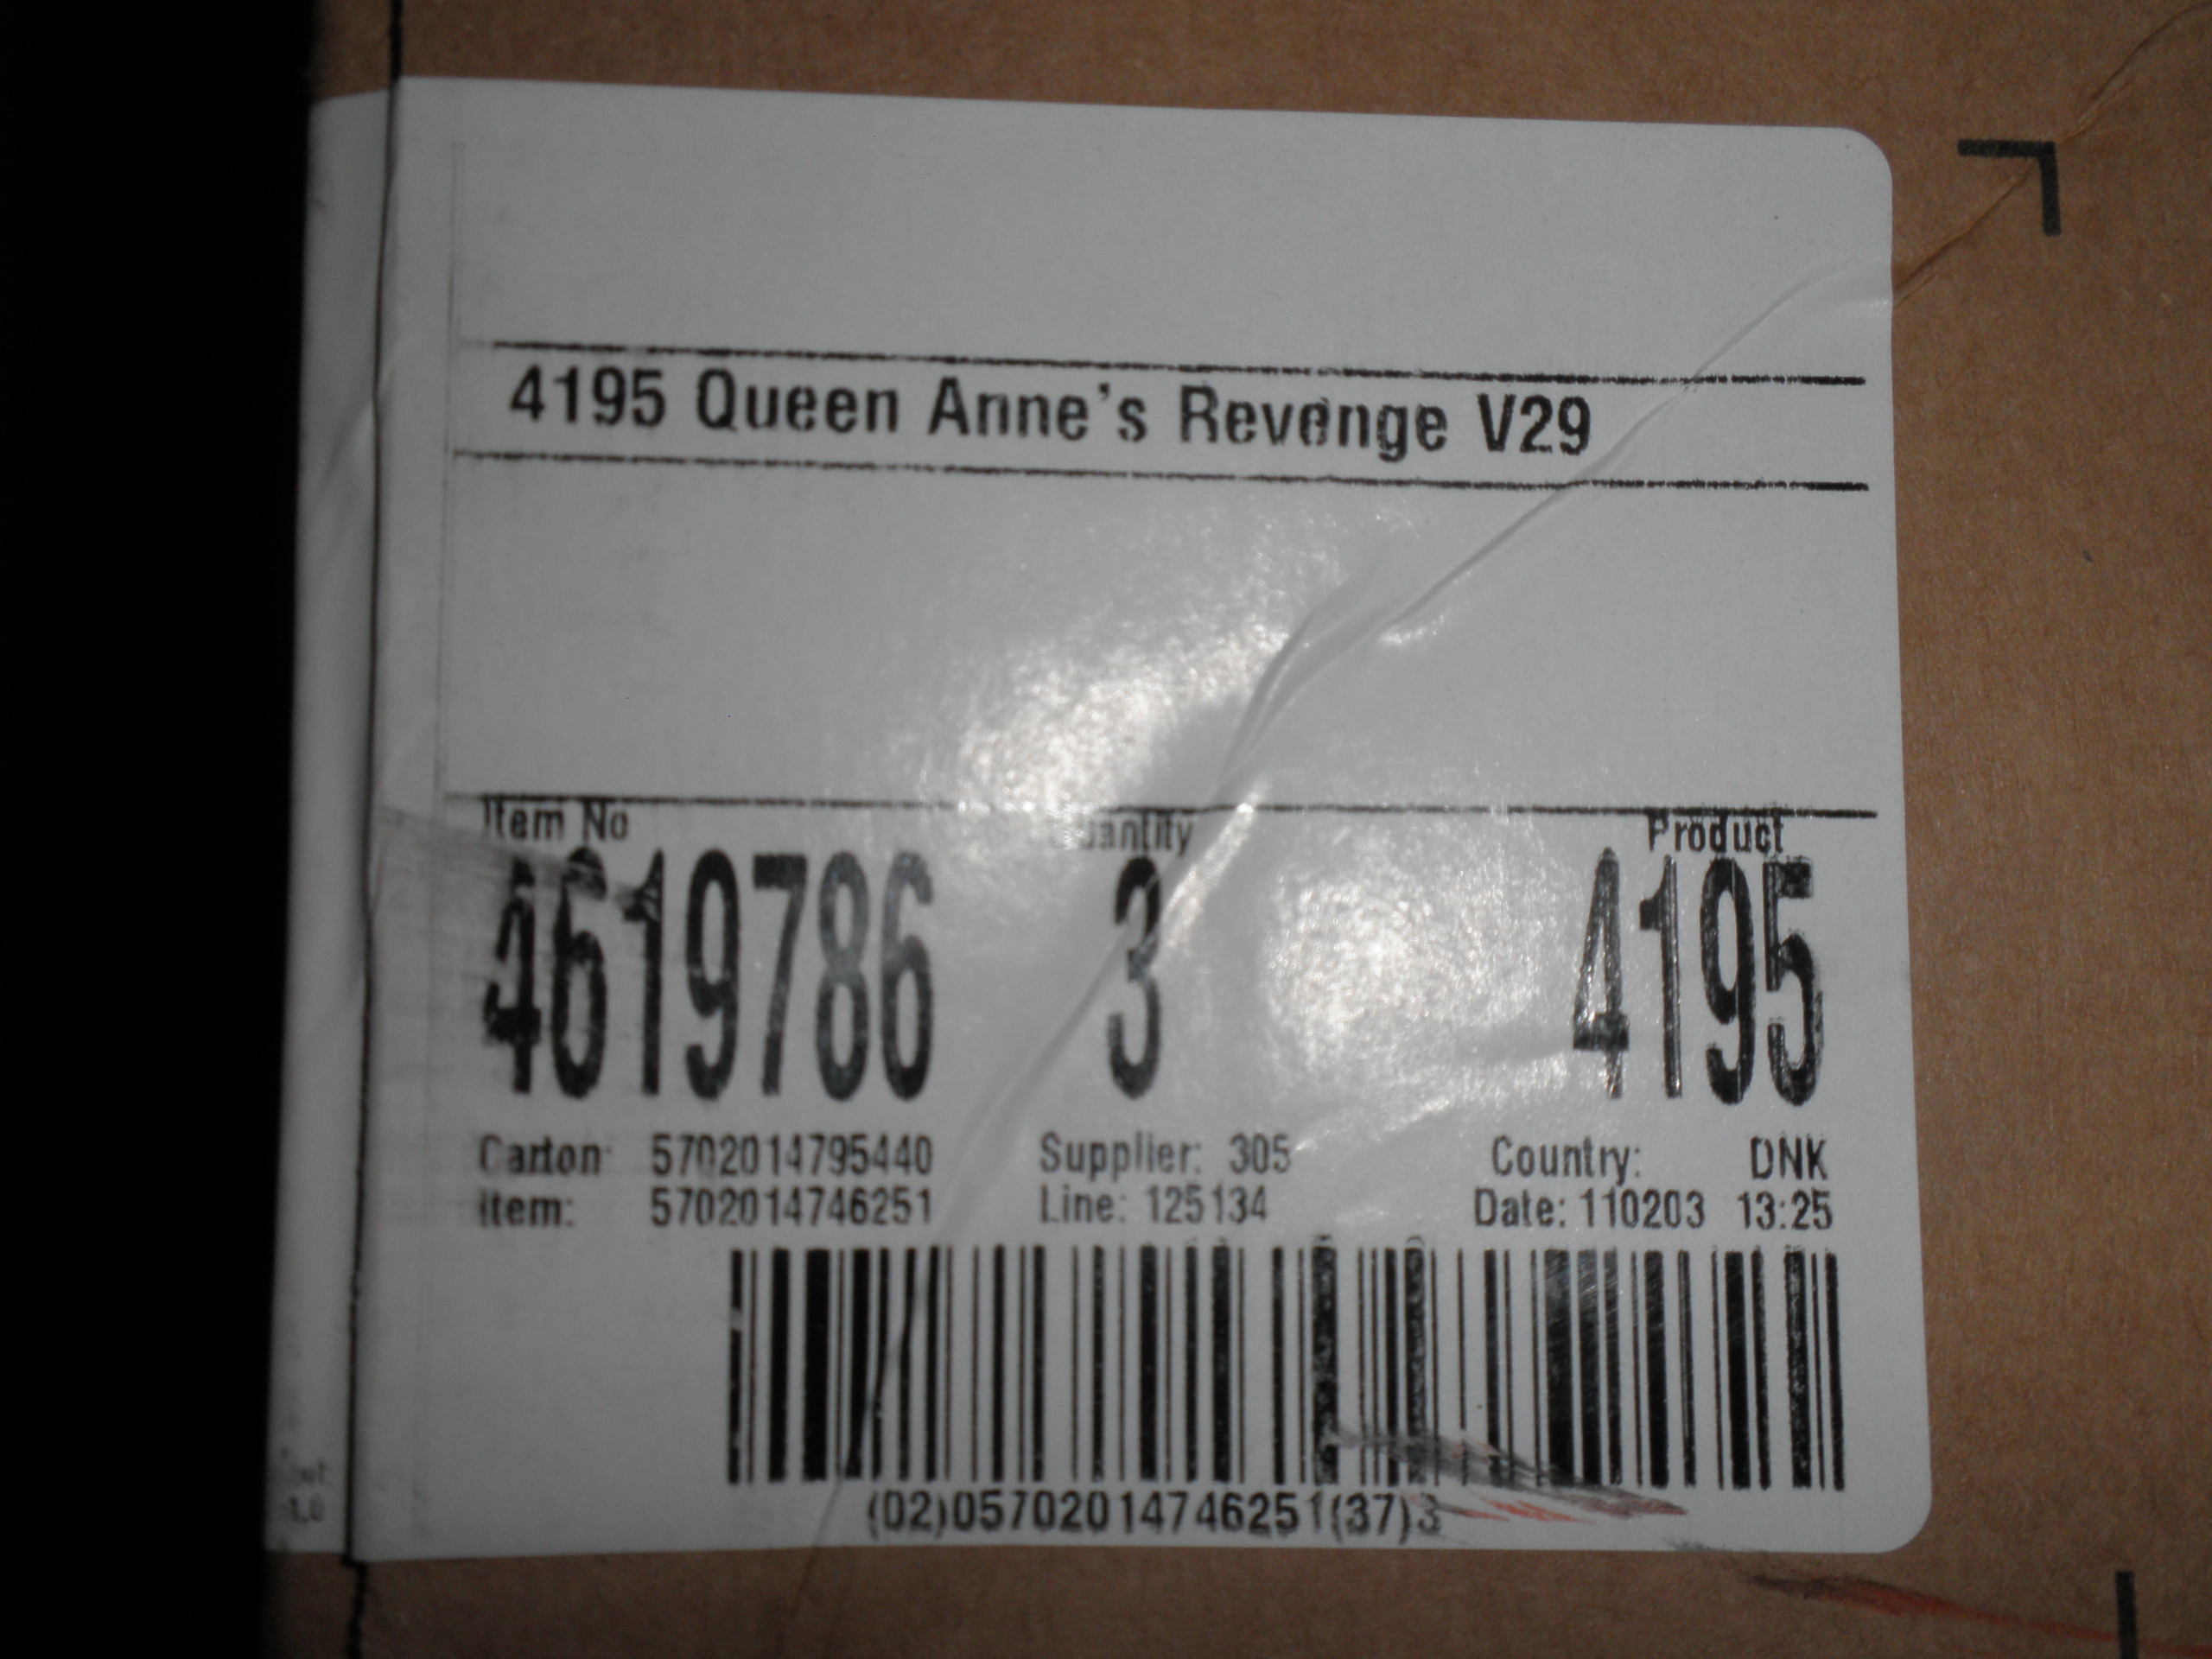 4195 Queen Anne's Revenge V29
Item No Quantity Product
4619786 3 4195
Carton: 5702014795440 Supplier: 305 Country: DNK
Item: 5702014746251 Line: 125134 Date: 110203 13:25
(02)05702014746251(37)3